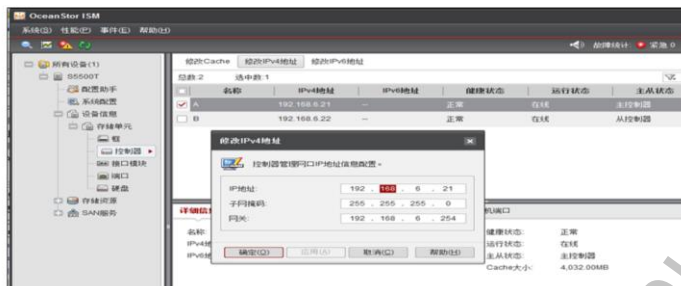 OceanStor ISM
系统(S) 性能(P) 事件(E) 帮助(H)
故障统计: 紧急 0
所有设备(1)
S5500T
配置助手
系统配置
设备信息
存储单元
框
控制器
接口模块
端口
硬盘
存储资源
SAN服务
修改Cache 修改IPv4地址 修改IPv6地址
总数:2 选中数:1
名称 IPv4地址 IPv6地址 健康状态 运行状态 主从状态
A 192.168.6.21 -- 正常 在线 主控制器
B 192.168.6.22 -- 正常 在线 从控制器
修改IPv4地址
控制器管理网口IP地址信息配置。
IP地址: 192 . 168 . 6 . 21
子网掩码: 255 . 255 . 255 . 0
网关: 192 . 168 . 6 . 254
确定(O) 应用(A) 取消(C) 帮助(H)
详细信
机端口
名称:
健康状态: 正常
IPv4地
运行状态: 在线
IPv6地
主从状态: 主控制器
Cache大小: 4,032.00MB